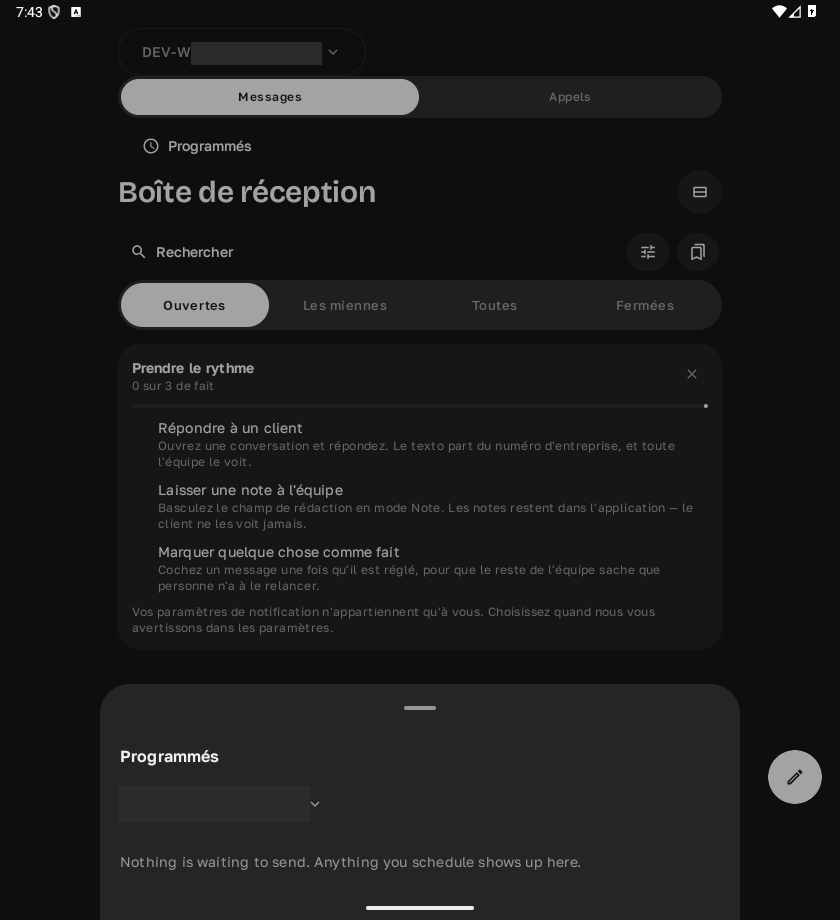 7:43
DEV-W
Messages
Appels
Programmés
Boîte de réception
Rechercher
Ouvertes
Les miennes
Toutes
Fermées
Prendre le rythme
0 sur 3 de fait
Répondre à un client
Ouvrez une conversation et répondez. Le texto part du numéro d'entreprise, et toute
l'équipe le voit.
Laisser une note à l'équipe
Basculez le champ de rédaction en mode Note. Les notes restent dans l'application — le
client ne les voit jamais.
Marquer quelque chose comme fait
Cochez un message une fois qu'il est réglé, pour que le reste de l'équipe sache que
personne n'a à le relancer.
Vos paramètres de notification n'appartiennent qu'à vous. Choisissez quand nous vous
avertissons dans les paramètres.
Programmés
Nothing is waiting to send. Anything you schedule shows up here.